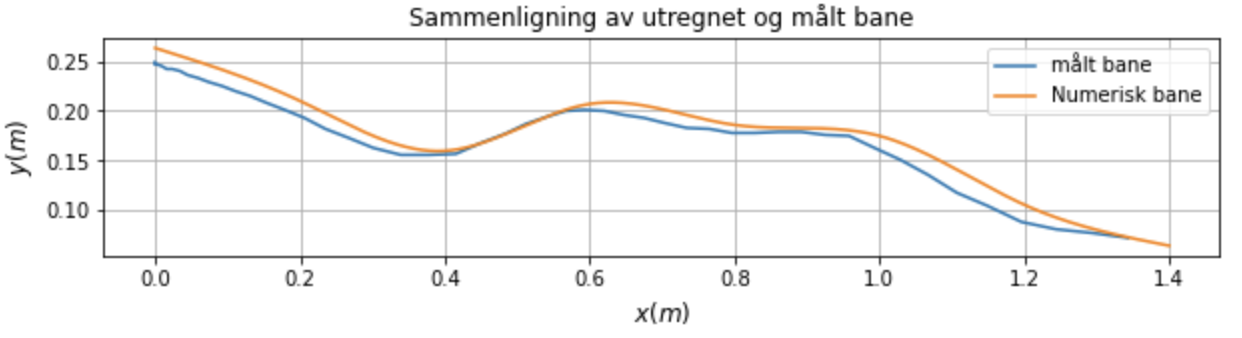 Sammenligning av utregnet og målt bane
målt bane
Numerisk bane
0.25
0.20
0.15
0.10
y(m)
0.0 0.2 0.4 0.6 0.8 1.0 1.2 1.4
x(m)